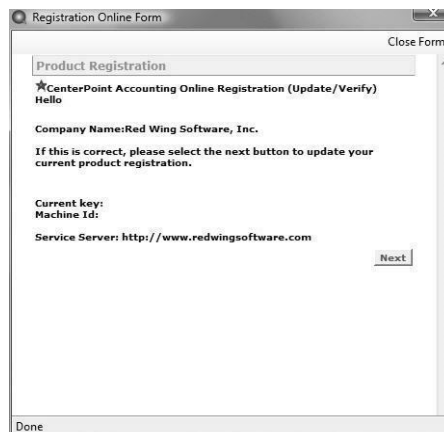 Registration Online Form
Close Form
Product Registration
CenterPoint Accounting Online Registration (Update/Verify)
Hello
Company Name:Red Wing Software, Inc.
If this is correct, please select the next button to update your
current product registration.
Current key:
Machine Id:
Service Server: http://www.redwingsoftware.com
Next
Done